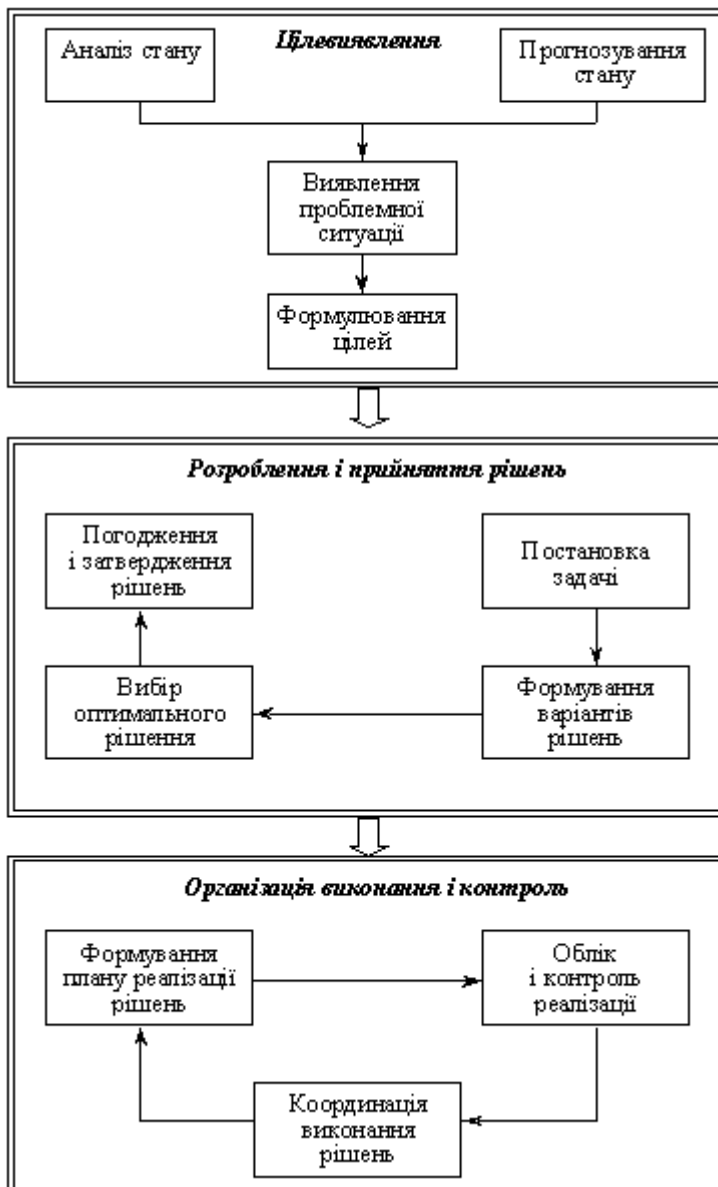 Цілевиявлення
Аналіз стану
Прогнозування
стану
Виявлення
проблемної
ситуації
Формулювання
цілей
Розроблення і прийняття рішень
Погодження
і затвердження
рішень
Постановка
задачі
Вибір
оптимального
рішення
Формування
варіантів
рішень
Організація виконання і контроль
Формування
плану реалізації
рішень
Облік
і контроль
реалізації
Координація
виконання
рішень